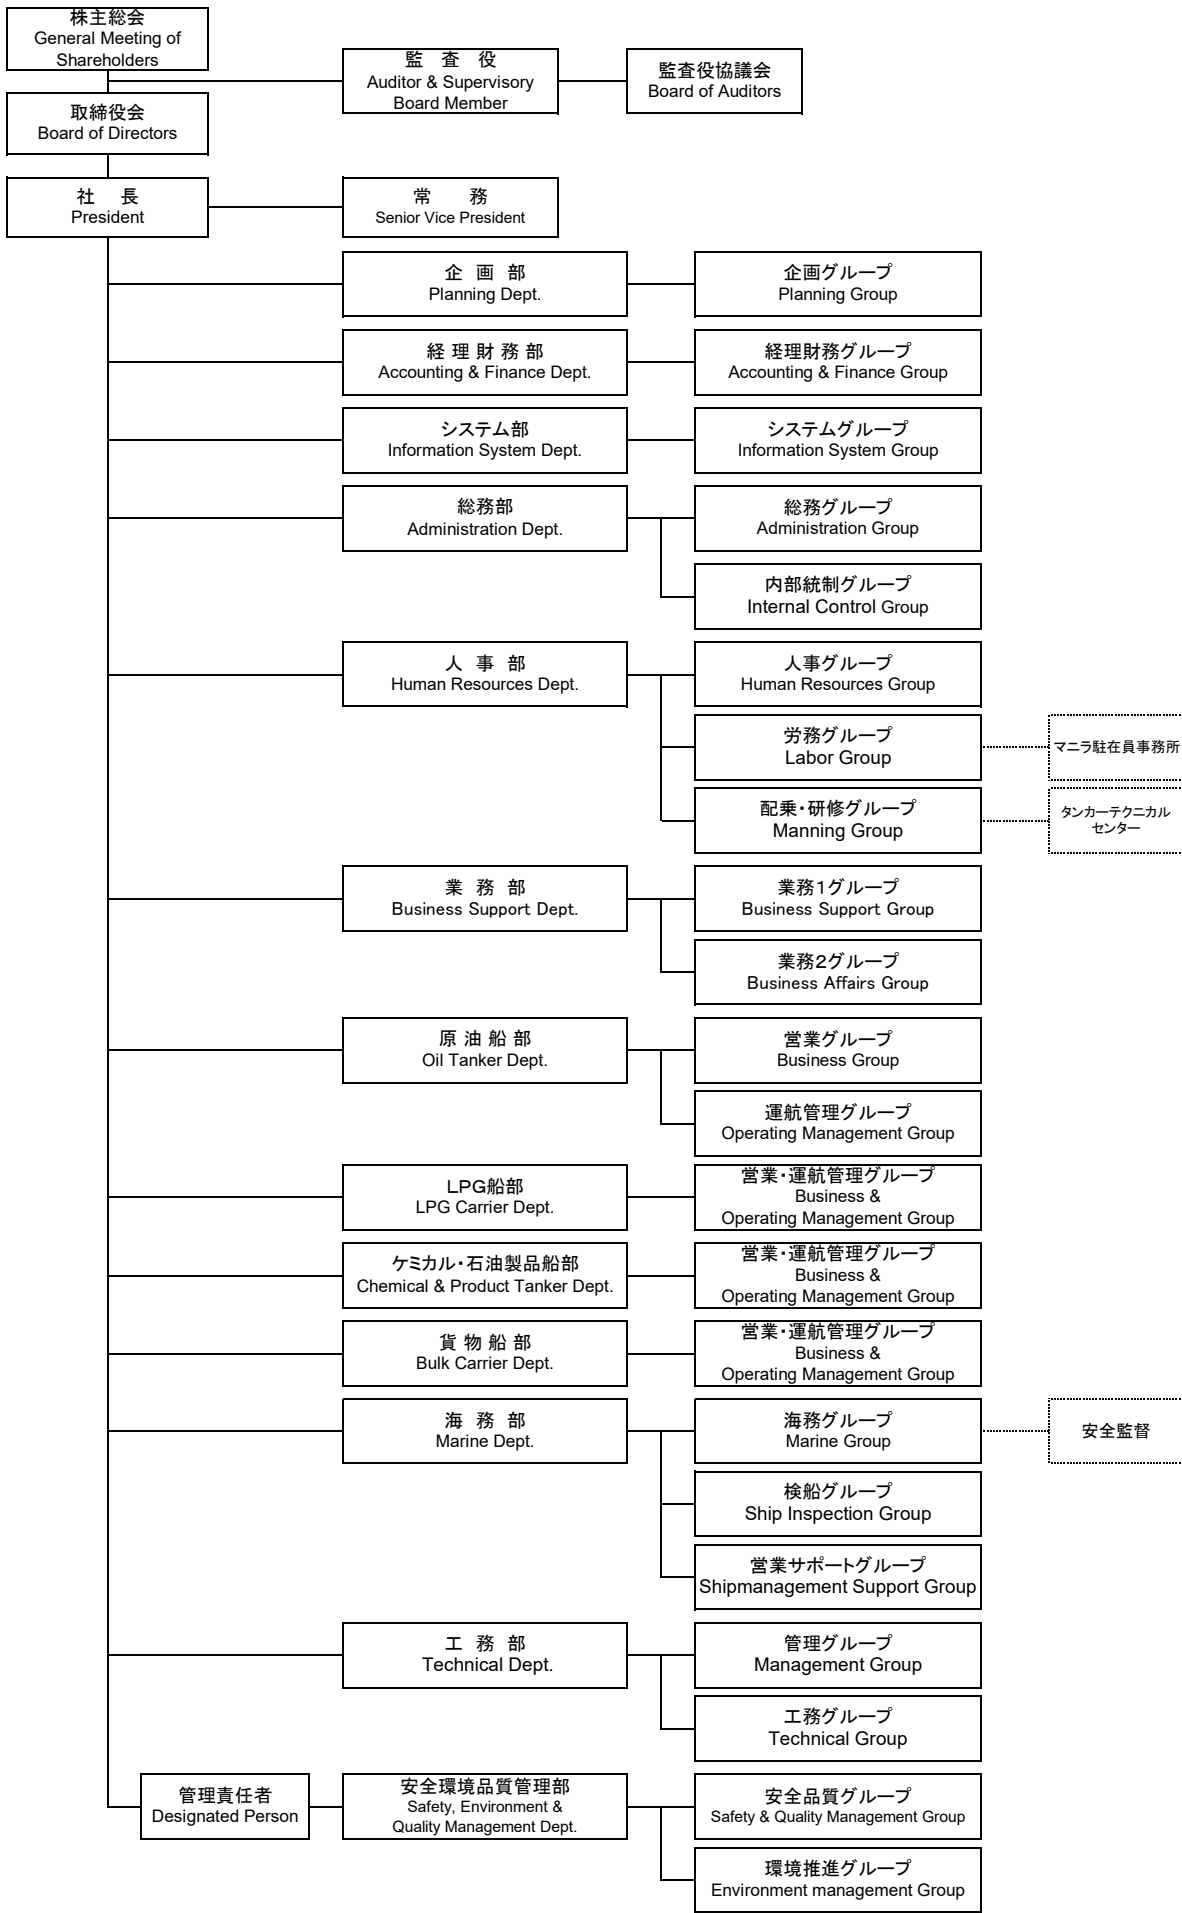 株主総会
General Meeting of
Shareholders
監 査 役
Auditor & Supervisory
Board Member
監査役協議会
Board of Auditors
取締役会
Board of Directors
社 長
President
常 務
Senior Vice President
企 画 部
Planning Dept.
企画グループ
Planning Group
経 理 財 務 部
Accounting & Finance Dept.
経理財務グループ
Accounting & Finance Group
システム部
Information System Dept.
システムグループ
Information System Group
総務部
Administration Dept.
総務グループ
Administration Group
内部統制グループ
Internal Control Group
人 事 部
Human Resources Dept.
人事グループ
Human Resources Group
労務グループ
Labor Group
マニラ駐在員事務所
配乗・研修グループ
Manning Group
タンカーテクニカル
センター
業 務 部
Business Support Dept.
業務1グループ
Business Support Group
業務2グループ
Business Affairs Group
原 油 船 部
Oil Tanker Dept.
営業グループ
Business Group
運航管理グループ
Operating Management Group
LPG船部
LPG Carrier Dept.
営業・運航管理グループ
Business &
Operating Management Group
ケミカル・石油製品船部
Chemical & Product Tanker Dept.
営業・運航管理グループ
Business &
Operating Management Group
貨 物 船 部
Bulk Carrier Dept.
営業・運航管理グループ
Business &
Operating Management Group
海 務 部
Marine Dept.
海務グループ
Marine Group
安全監督
検船グループ
Ship Inspection Group
営業サポートグループ
Shipmanagement Support Group
工 務 部
Technical Dept.
管理グループ
Management Group
工務グループ
Technical Group
管理責任者
Designated Person
安全環境品質管理部
Safety, Environment &
Quality Management Dept.
安全品質グループ
Safety & Quality Management Group
環境推進グループ
Environment management Group